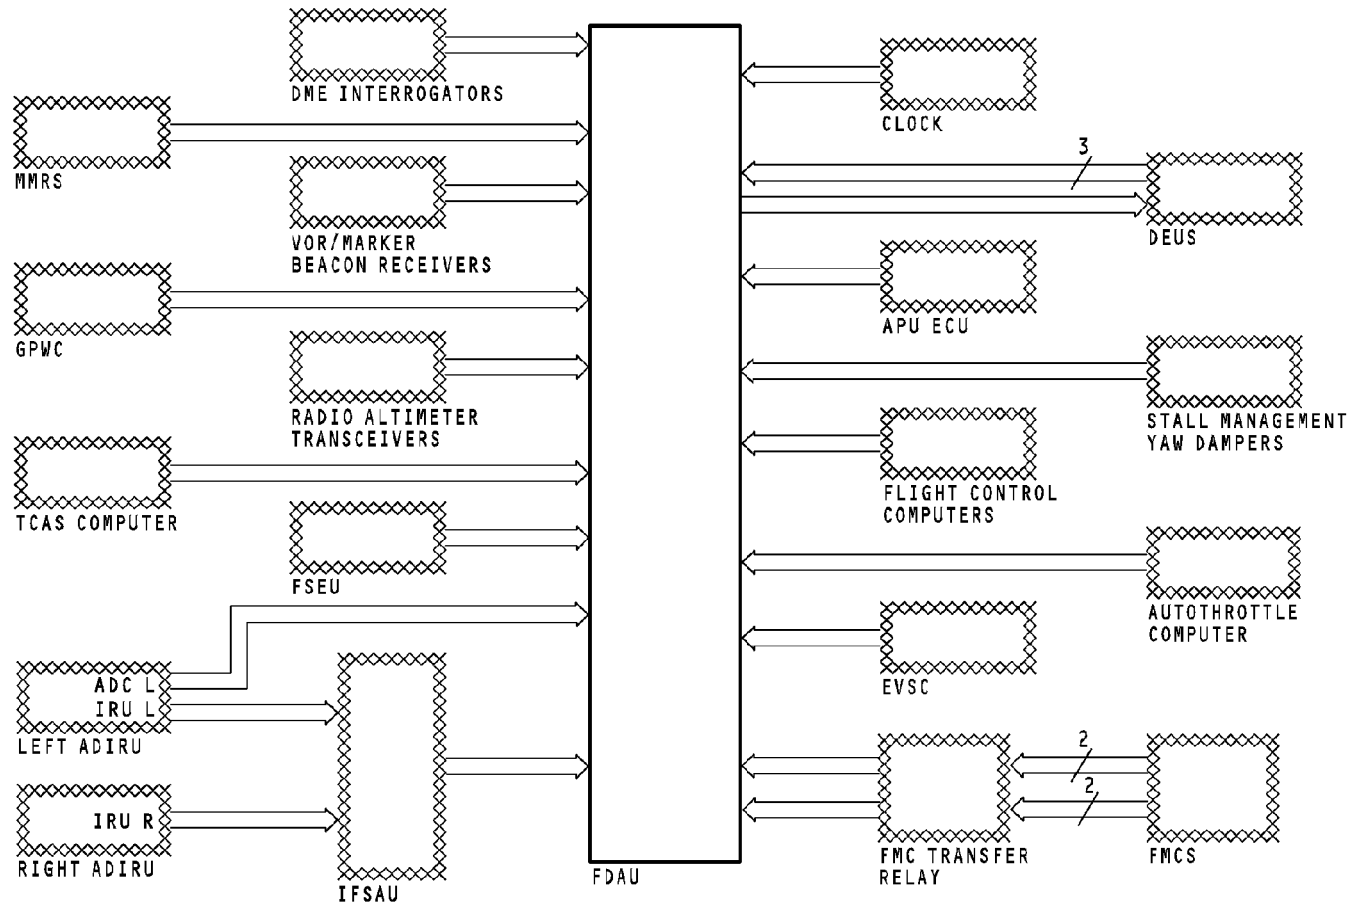 DME INTERROGATORS
MMRS
VOR/MARKER
BEACON RECEIVERS
GPWC
RADIO ALTIMETER
TRANSCEIVERS
TCAS COMPUTER
FSEU
ADC L
IRU L
LEFT ADIRU
IRU R
RIGHT ADIRU
IFSAU
FDAU
CLOCK
3
DEUS
APU ECU
STALL MANAGEMENT
YAW DAMPERS
FLIGHT CONTROL
COMPUTERS
AUTOTHROTTLE
COMPUTER
EVSC
2
2
FMC TRANSFER
RELAY
FMCS